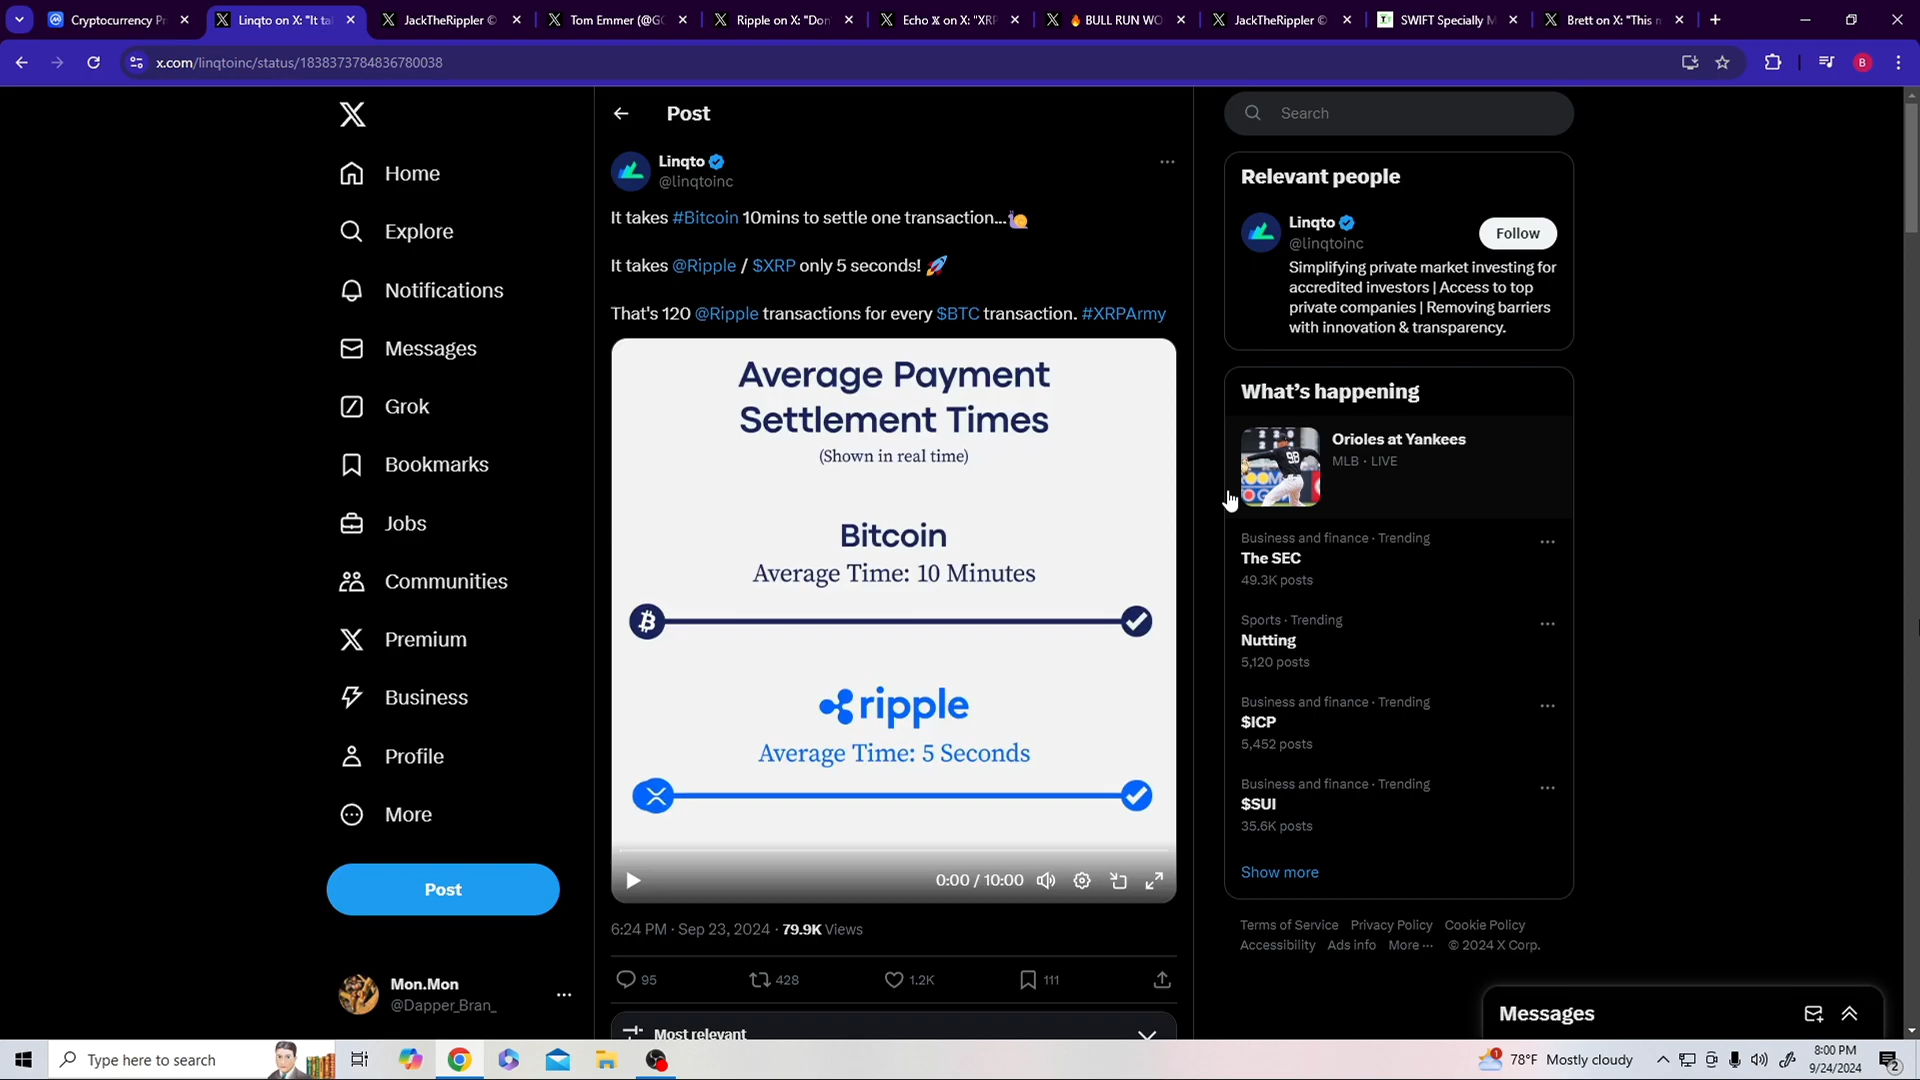 Cryptocurrency Pr
Linqto on X: "It tal
JackTheRippler ©
Tom Emmer (@GO
Ripple on X: "Don'
Echo X on X: "XRP
🔥BULL RUN WO
JackTheRippler ©
SWIFT Specially M
Brett on X: "This m
x.com/linqtoinc/status/1838373784836780038
B
Home
Explore
Notifications
Messages
Grok
Bookmarks
Jobs
Communities
Premium
Business
Profile
More
Post
Mon.Mon
@Dapper_Bran_
Post
Linqto
@linqtoinc
It takes #Bitcoin 10mins to settle one transaction...🐌
It takes @Ripple / $XRP only 5 seconds! 🚀
That's 120 @Ripple transactions for every $BTC transaction. #XRPArmy
Average Payment
Settlement Times
(Shown in real time)
Bitcoin
Average Time: 10 Minutes
ripple
Average Time: 5 Seconds
0:00 / 10:00
6:24 PM · Sep 23, 2024 · 79.9K Views
95 428 1.2K 111
Most relevant
Search
Relevant people
Linqto
@linqtoinc
Follow
Simplifying private market investing for
accredited investors | Access to top
private companies | Removing barriers
with innovation & transparency.
What's happening
98
Orioles at Yankees
MLB · LIVE
Business and finance · Trending
The SEC
49.3K posts
Sports · Trending
Nutting
5,120 posts
Business and finance · Trending
$ICP
5,452 posts
Business and finance · Trending
$SUI
35.6K posts
Show more
Terms of Service Privacy Policy Cookie Policy
Accessibility Ads info More ··· © 2024 X Corp.
Messages
Type here to search
1
78°F Mostly cloudy
8:00 PM
9/24/2024
2